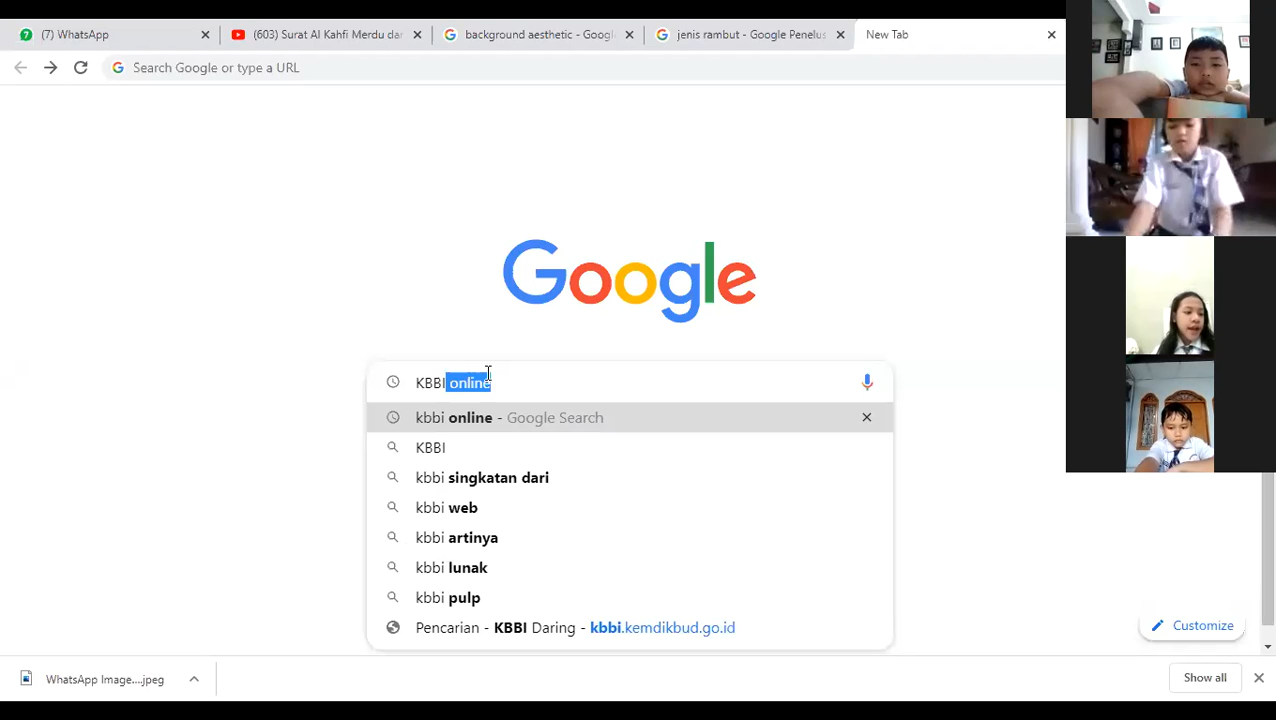 (7) WhatsApp
(603) Surat Al Kahfi Merdu dar
background aesthetic - Google
jenis rambut - Google Penelus
New Tab
Search Google or type a URL
Google
KBBI online
kbbi online - Google Search
KBBI
kbbi singkatan dari
kbbi web
kbbi artinya
kbbi lunak
kbbi pulp
Pencarian - KBBI Daring - kbbi.kemdikbud.go.id
Customize
WhatsApp Image....jpeg
Show all